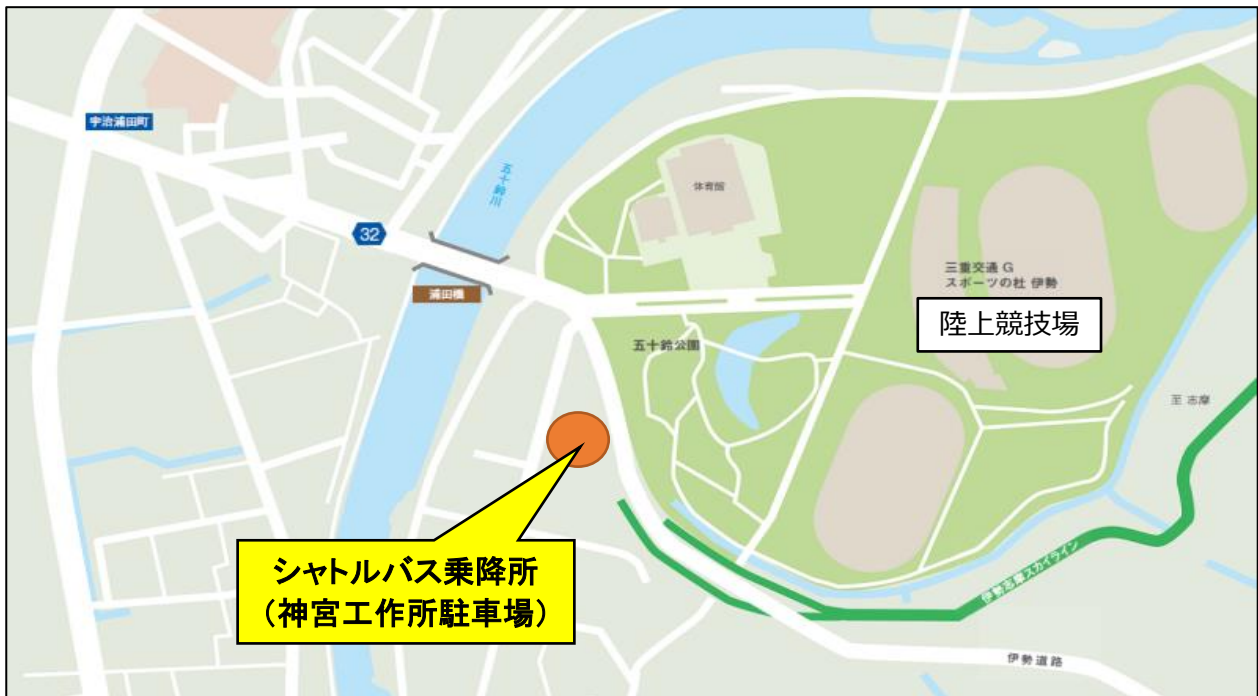 宇治浦田町
五十鈴川
体育館
32
三重交通 G
スポーツの杜 伊勢
浦田橋
陸上競技場
五十鈴公園
至 志摩
シャトルバス乗降所
（神宮工作所駐車場）
伊勢志摩スカイライン
伊勢道路